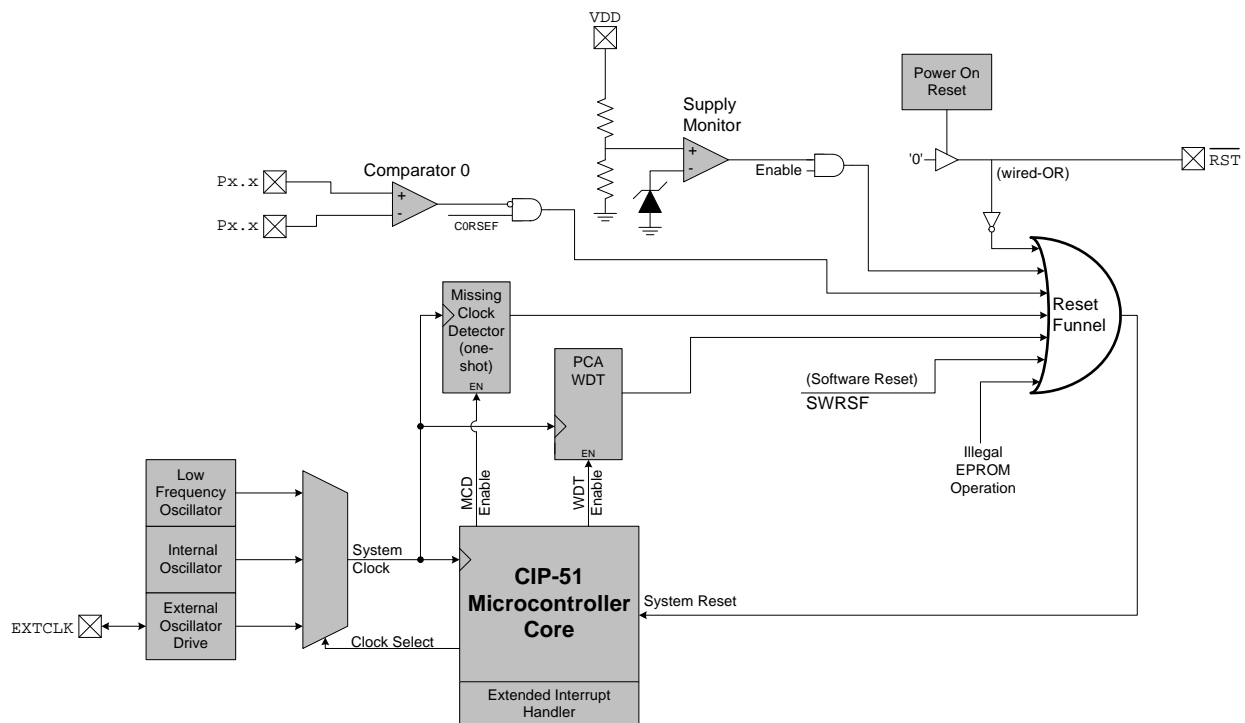 VDD
Power On
Reset
Supply
Monitor
+
-
Enable
'0'
(wired-OR)
RST
Comparator 0
Px.x
+
Px.x
-
C0RSEF
Missing
Clock
Detector
(one-
shot)
EN
PCA
WDT
EN
Reset
Funnel
(Software Reset)
SWRSF
Illegal
EPROM
Operation
MCD
Enable
WDT
Enable
Low
Frequency
Oscillator
Internal
Oscillator
External
Oscillator
Drive
EXTCLK
System
Clock
Clock Select
CIP-51
Microcontroller
Core
System Reset
Extended Interrupt
Handler